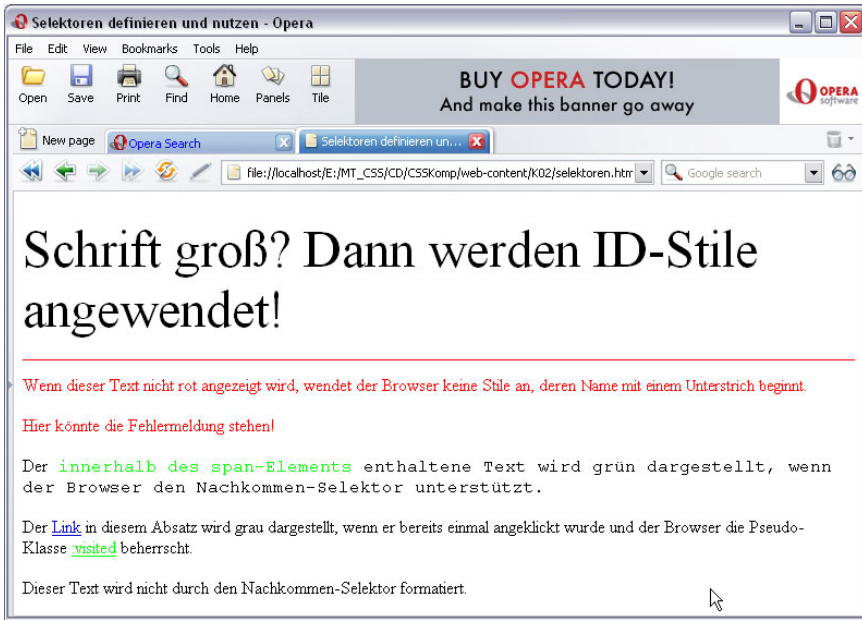 Selektoren definieren und nutzen - Opera
File Edit View Bookmarks Tools Help
Open Save Print Find Home Panels Tile
BUY OPERA TODAY!
And make this banner go away
OPERA
software
New page Opera Search Selektoren definieren un...
file://localhost/E:/MT_CSS/CD/CSSKomp/web-content/K02/selektoren.htm Google search
Schrift groß? Dann werden ID-Stile
angewendet!
Wenn dieser Text nicht rot angezeigt wird, wendet der Browser keine Stile an, deren Name mit einem Unterstrich beginnt.
Hier könnte die Fehlermeldung stehen!
Der innerhalb des span-Elements enthaltene Text wird grün dargestellt, wenn
der Browser den Nachkommen-Selektor unterstützt.
Der Link in diesem Absatz wird grau dargestellt, wenn er bereits einmal angeklickt wurde und der Browser die Pseudo-
Klasse :visited beherrscht.
Dieser Text wird nicht durch den Nachkommen-Selektor formatiert.